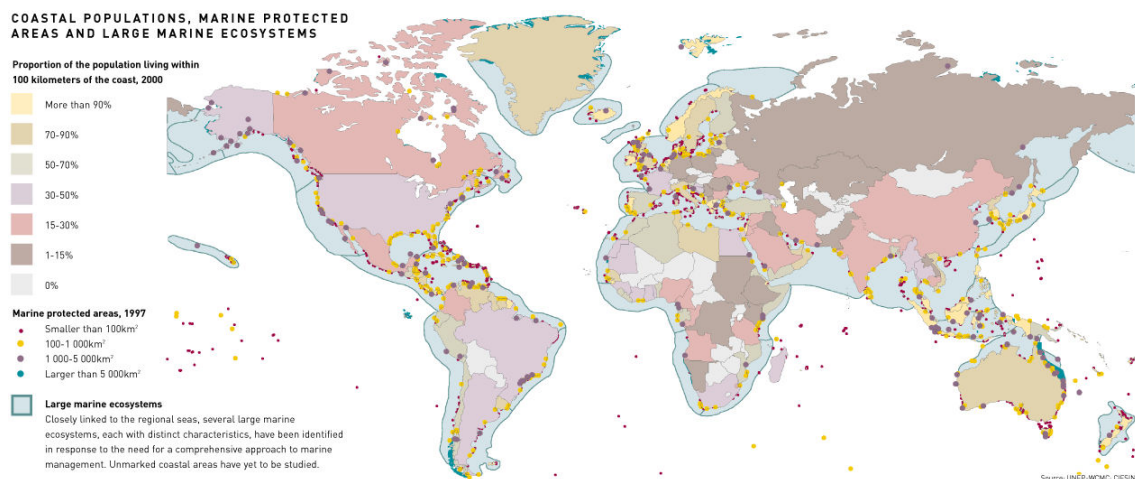 COASTAL POPULATIONS, MARINE PROTECTED
AREAS AND LARGE MARINE ECOSYSTEMS
Proportion of the population living within
100 kilometers of the coast, 2000
More than 90%
70-90%
50-70%
30-50%
15-30%
1-15%
0%
Marine protected areas, 1997
Smaller than 100km²
100-1 000km²
1 000-5 000km²
Larger than 5 000km²
Large marine ecosystems
Closely linked to the regional seas, several large marine
ecosystems, each with distinct characteristics, have been identified
in response to the need for a comprehensive approach to marine
management. Unmarked coastal areas have yet to be studied.
Source: UNEP-WCMC; CIESIN